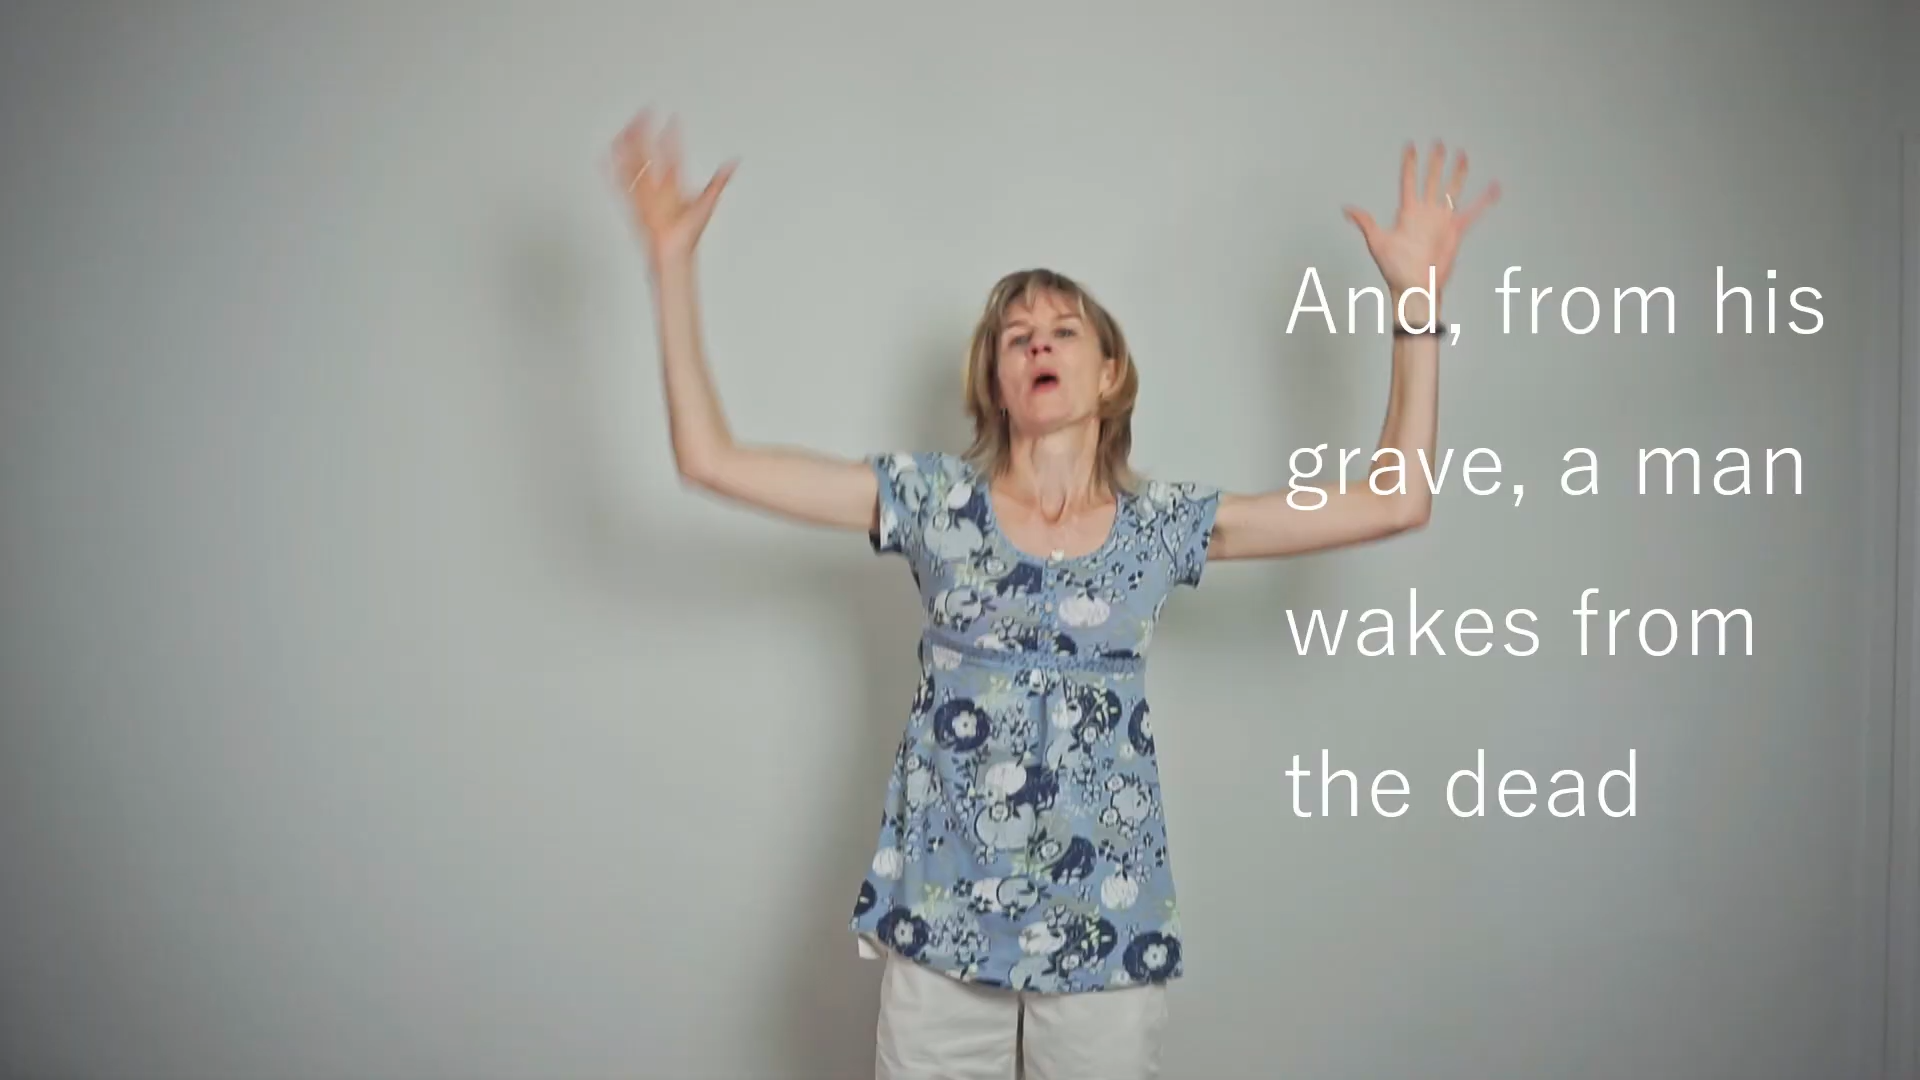 And, from his
grave, a man
wakes from
the dead